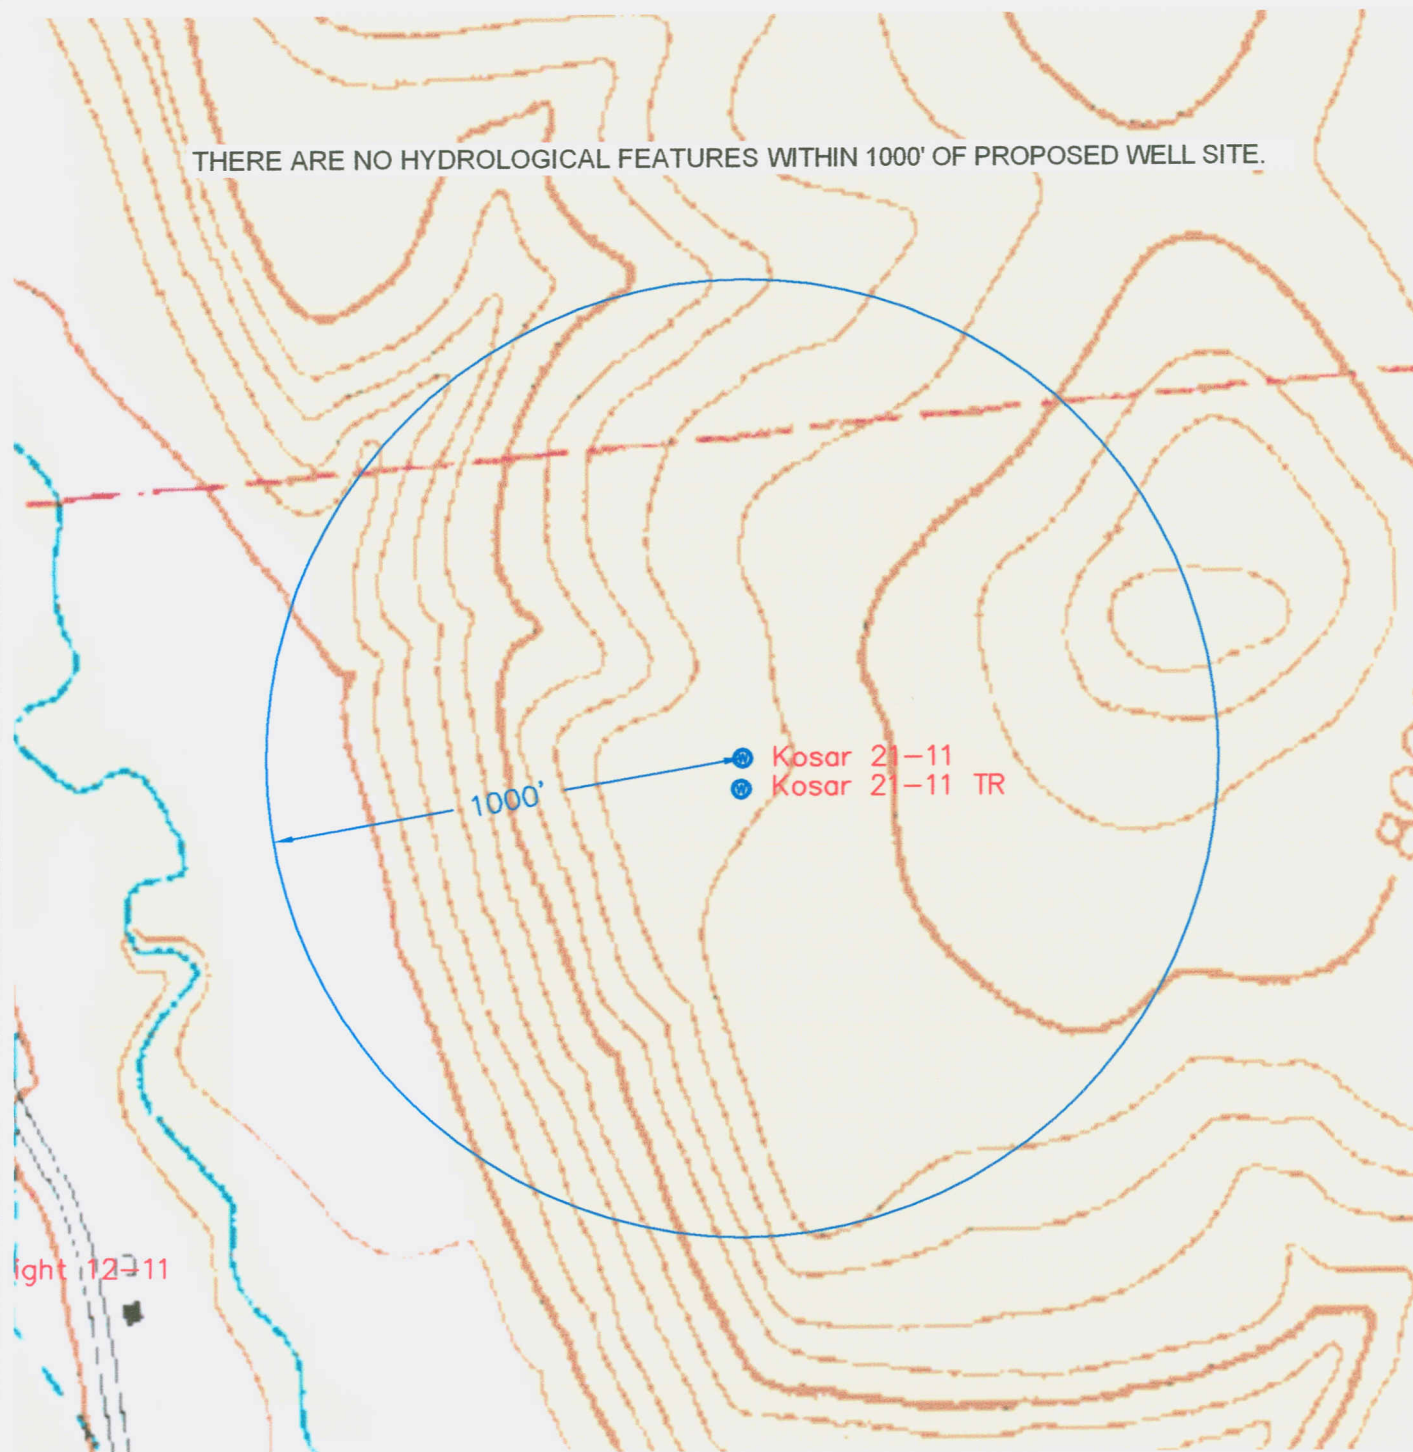 THERE ARE NO HYDROLOGICAL FEATURES WITHIN 1000' OF PROPOSED WELL SITE.
Kosar 21-11
Kosar 21-11 TR
1000'
ight 12-11